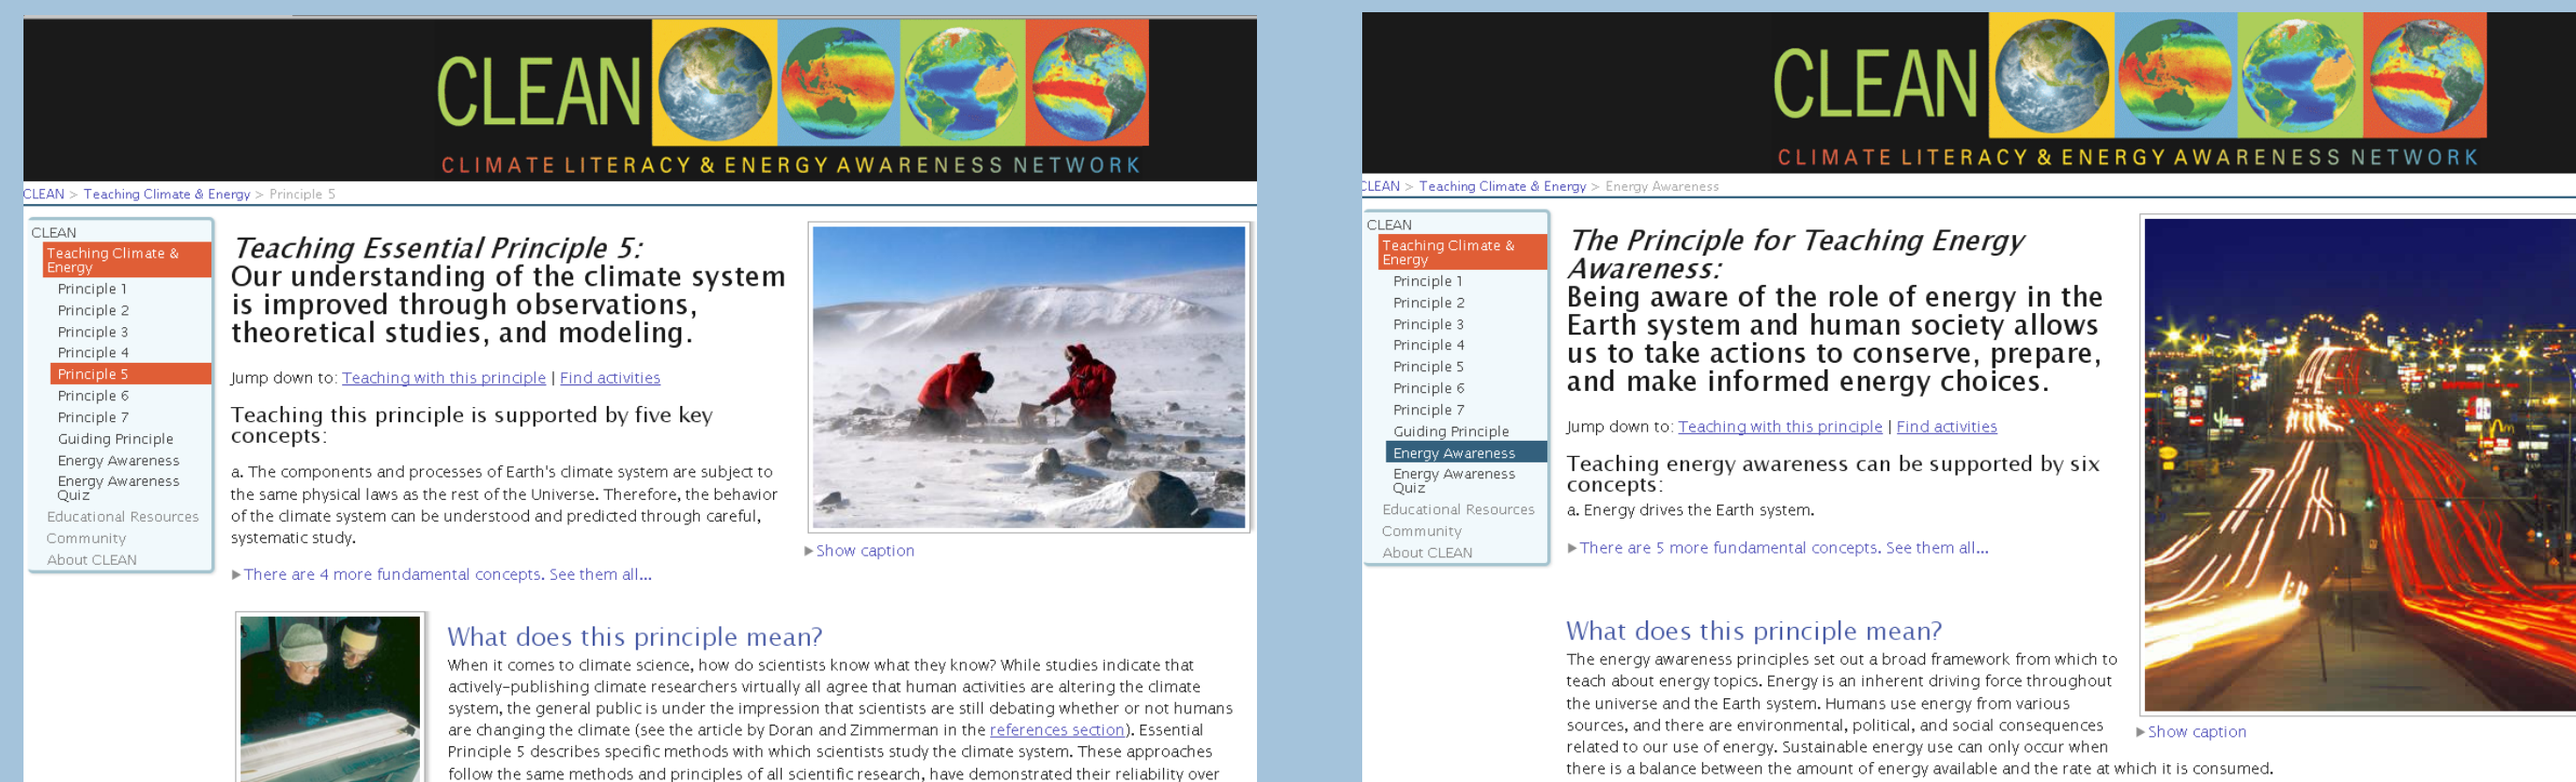 CLEAN
CLIMATE LITERACY & ENERGY AWARENESS NETWORK
CLEAN > Teaching Climate & Energy > Principle 5
CLEAN
Teaching Climate &
Energy
Principle 1
Principle 2
Principle 3
Principle 4
Principle 5
Principle 6
Principle 7
Guiding Principle
Energy Awareness
Energy Awareness
Quiz
Educational Resources
Community
About CLEAN
Teaching Essential Principle 5:
Our understanding of the climate system
is improved through observations,
theoretical studies, and modeling.
Jump down to: Teaching with this principle | Find activities
Teaching this principle is supported by five key
concepts:
a. The components and processes of Earth's climate system are subject to
the same physical laws as the rest of the Universe. Therefore, the behavior
of the climate system can be understood and predicted through careful,
systematic study.
There are 4 more fundamental concepts. See them all...
Show caption
What does this principle mean?
When it comes to climate science, how do scientists know what they know? While studies indicate that
actively-publishing climate researchers virtually all agree that human activities are altering the climate
system, the general public is under the impression that scientists are still debating whether or not humans
are changing the climate (see the article by Doran and Zimmerman in the references section). Essential
Principle 5 describes specific methods with which scientists study the climate system. These approaches
follow the same methods and principles of all scientific research, have demonstrated their reliability over
CLEAN
CLIMATE LITERACY & ENERGY AWARENESS NETWORK
CLEAN > Teaching Climate & Energy > Energy Awareness
CLEAN
Teaching Climate &
Energy
Principle 1
Principle 2
Principle 3
Principle 4
Principle 5
Principle 6
Principle 7
Guiding Principle
Energy Awareness
Energy Awareness
Quiz
Educational Resources
Community
About CLEAN
The Principle for Teaching Energy
Awareness:
Being aware of the role of energy in the
Earth system and human society allows
us to take actions to conserve, prepare,
and make informed energy choices.
Jump down to: Teaching with this principle | Find activities
Teaching energy awareness can be supported by six
concepts:
a. Energy drives the Earth system.
There are 5 more fundamental concepts. See them all...
What does this principle mean?
The energy awareness principles set out a broad framework from which to
teach about energy topics. Energy is an inherent driving force throughout
the universe and the Earth system. Humans use energy from various
sources, and there are environmental, political, and social consequences
related to our use of energy. Sustainable energy use can only occur when
there is a balance between the amount of energy available and the rate at which it is consumed.
Show caption